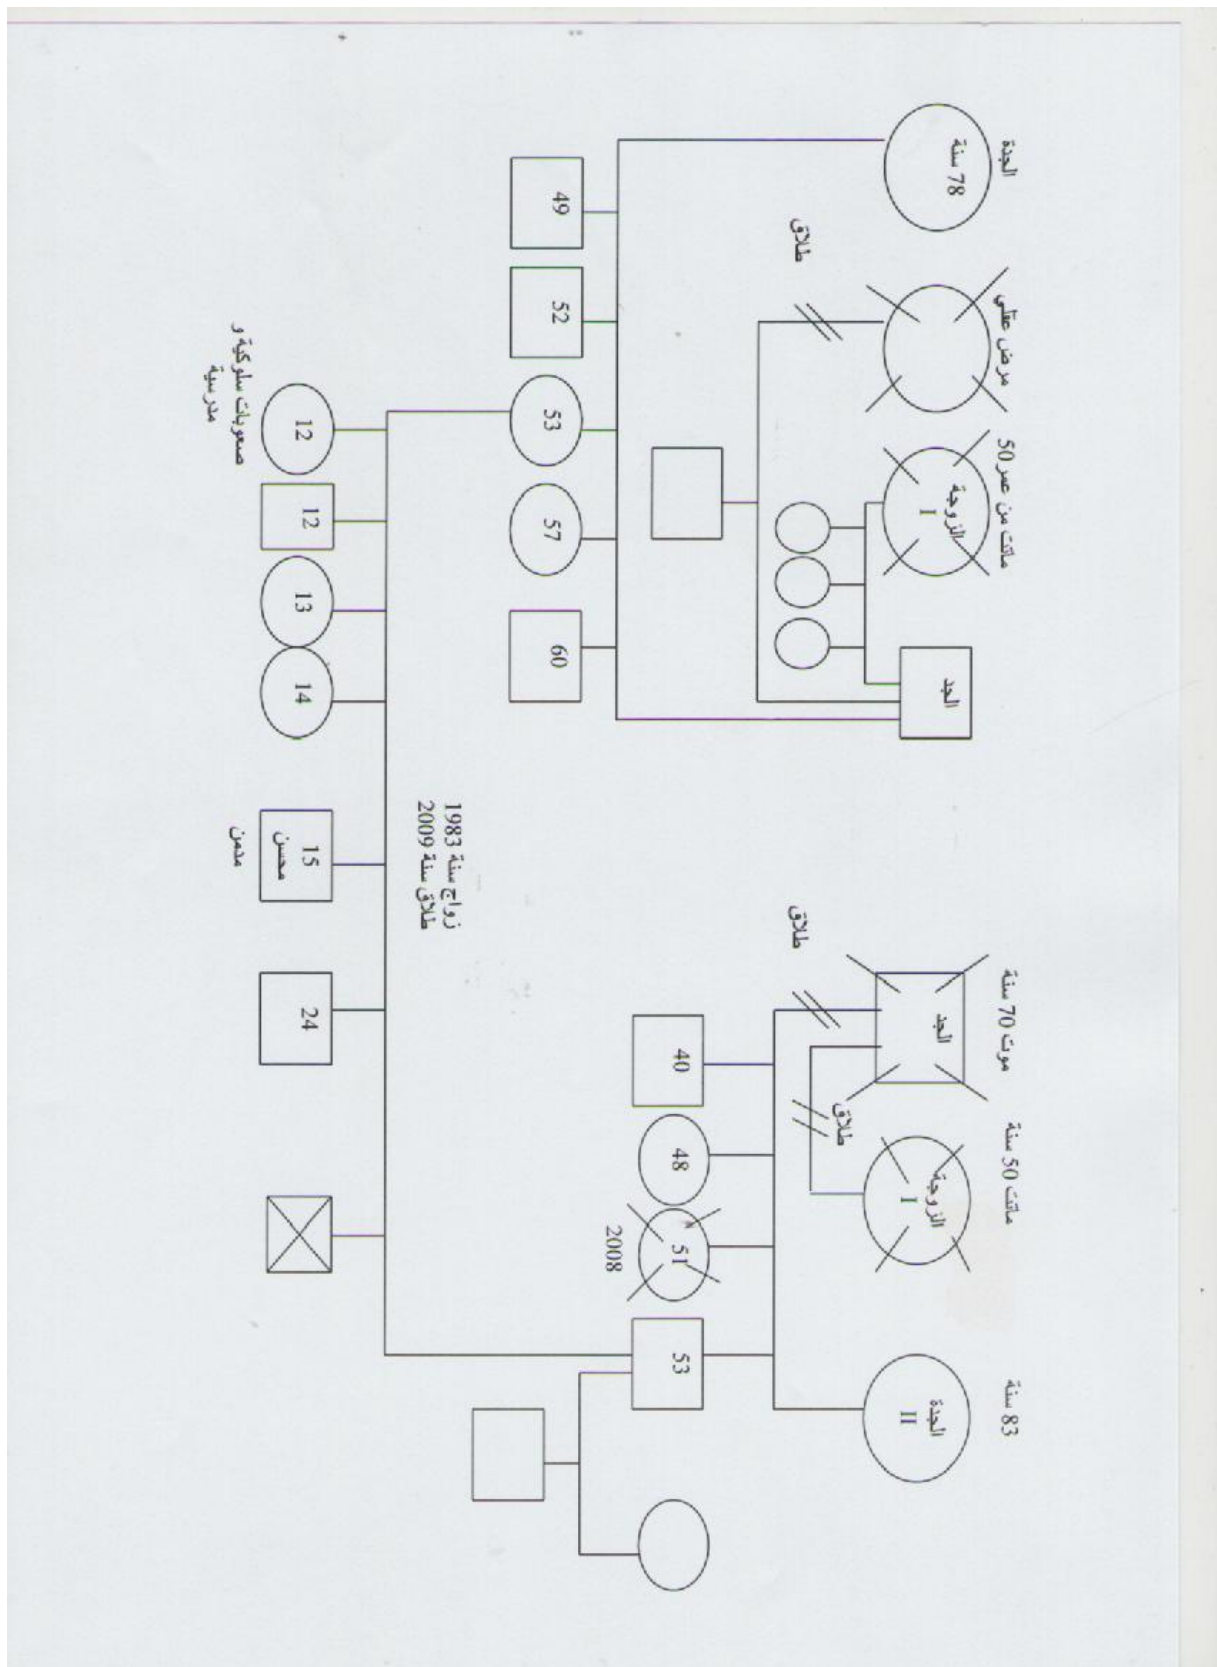 83 سنة
ماتت 50 سنة
موت 70 سنة
ماتت من عمر 50
مرض عقلي
الجدة
الجدة
II
الزوجة
I
الجد
الجد
الزوجة
I
78 سنة
طلاق
طلاق
طلاق
53
51
48
40
2008
60
57
53
52
49
زواج سنة 1983
طلاق سنة 2009
24
15
محسن
14
13
12
12
مدمن
صعوبات سلوكية و
مدرسية